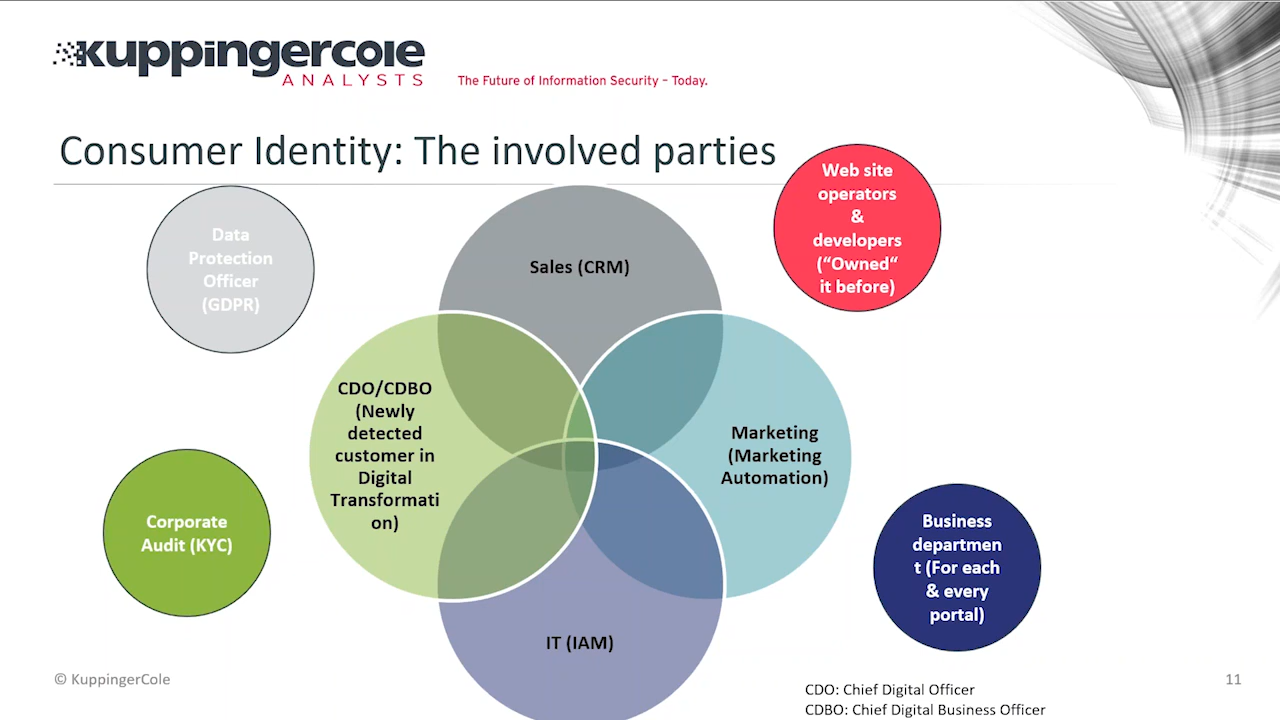 kuppingercole
ANALYSTS
The Future of Information Security – Today.
Consumer Identity: The involved parties
Data
Protection
Officer
(GDPR)
Sales (CRM)
Web site
operators
&
developers
(“Owned“
it before)
CDO/CDBO
(Newly
detected
customer in
Digital
Transformati
on)
Marketing
(Marketing
Automation)
Corporate
Audit (KYC)
Business
departmen
t (For each
& every
portal)
IT (IAM)
© KuppingerCole
CDO: Chief Digital Officer
CDBO: Chief Digital Business Officer
11